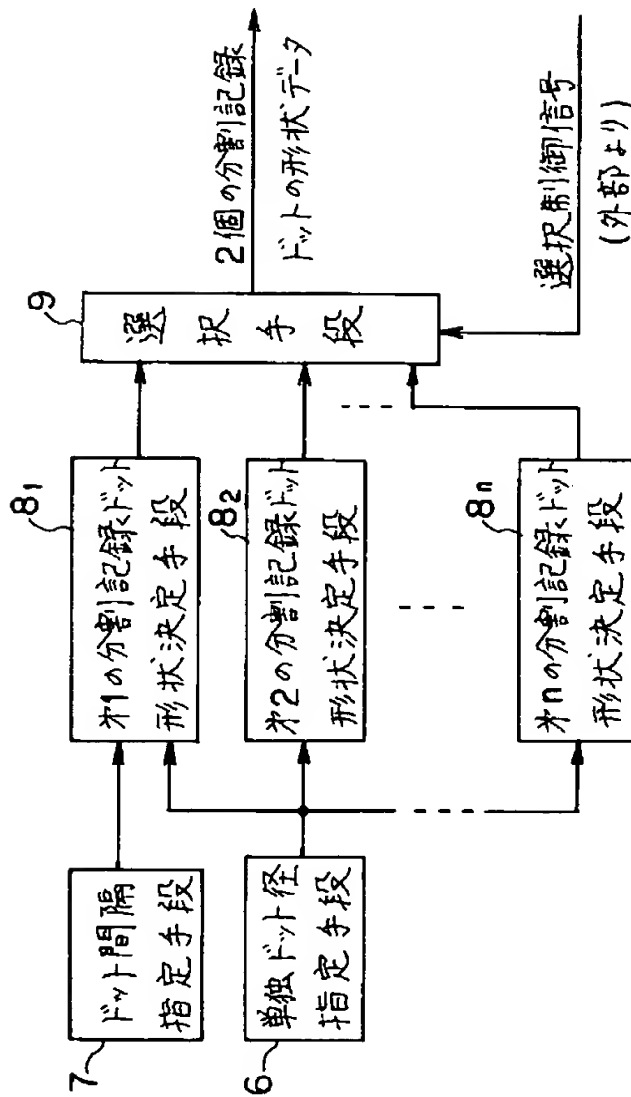 7
ドット間隔
指定手段
6
単独ドット径
指定手段
8₁
第1の分割記録ドット
形状決定手段
8₂
第2の分割記録ドット
形状決定手段
8n
第nの分割記録ドット
形状決定手段
9
選択手段
2個の分割記録
ドットの形状データ
選択制御信号
(外部より)